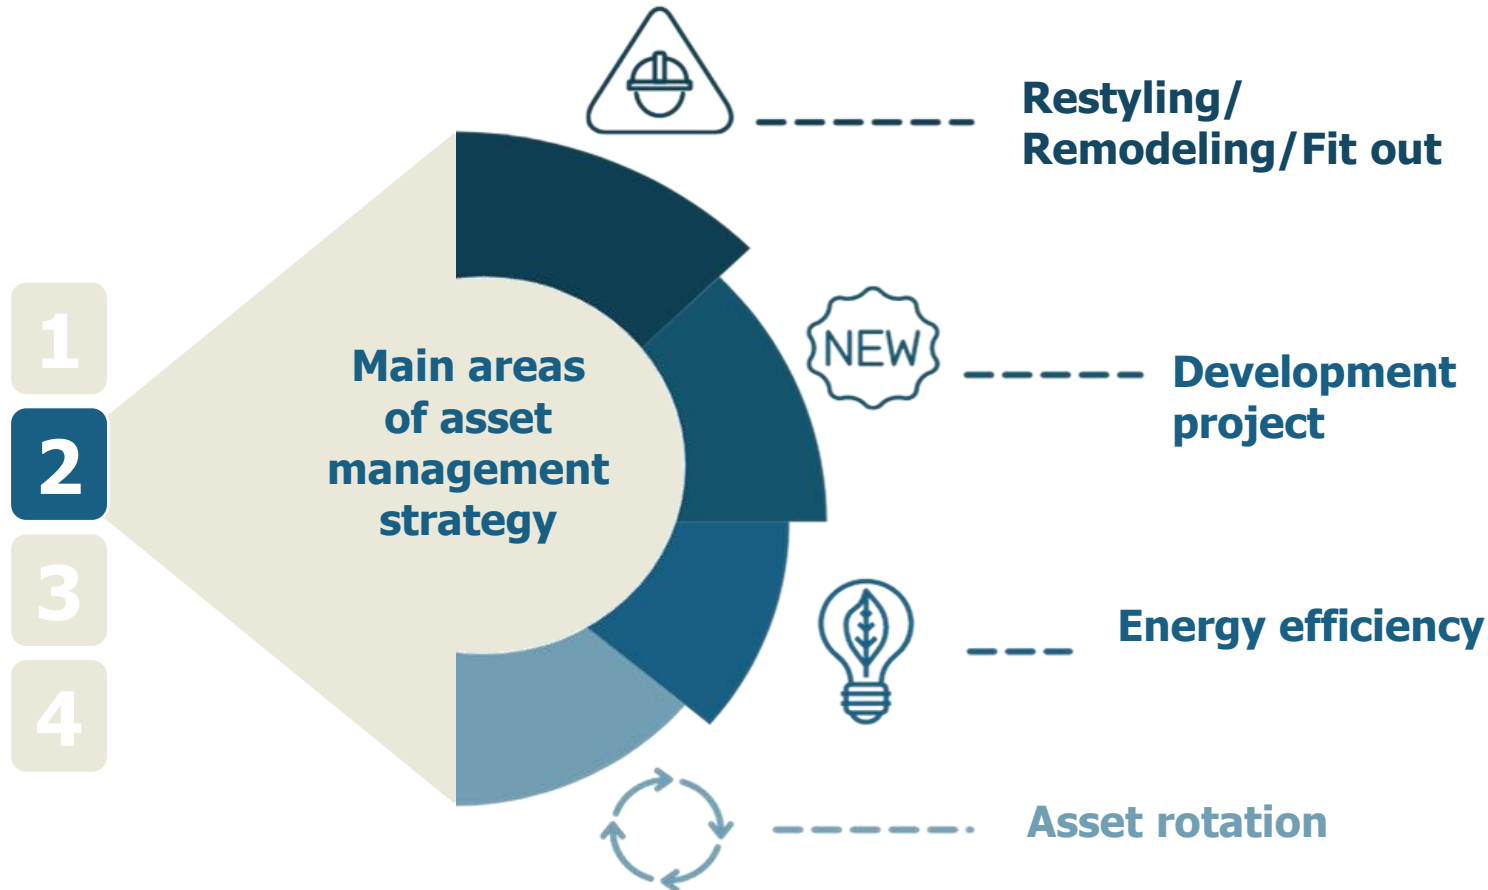 1
2
3
4
Main areas
of asset
management
strategy
Restyling/
Remodeling/Fit out
NEW
Development
project
Energy efficiency
Asset rotation